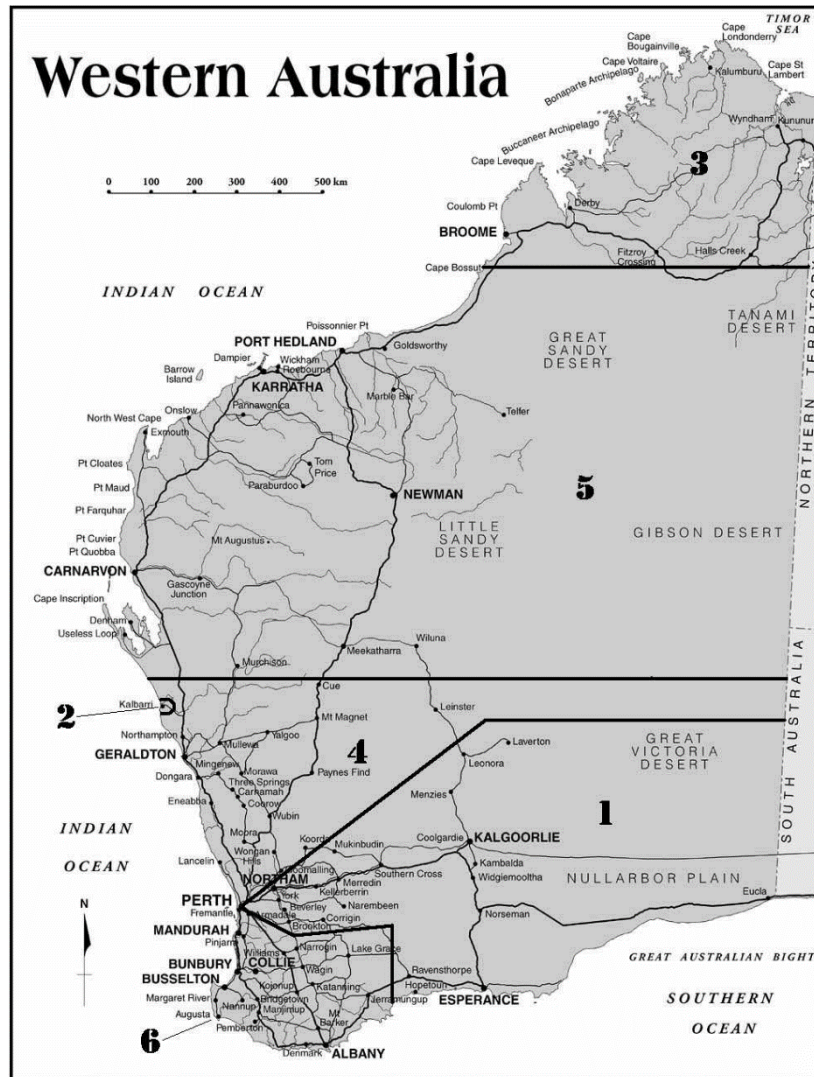 TIMOR
SEA
Cape
Londonderry
Cape
Bougainville
Cape Voltaire
Western Australia
Kalumburu
Cape St
Lambert
Bonaparte Archipelago
Wyndham
Kununur
Buccaneer Archipelago
3
Cape Leveque
0 100 200 300 400 500 km
Derby
Coulomb Pt
BROOME
Fitzroy
Crossing
Halls Creek
Cape Bossut
INDIAN OCEAN
TANAMI
DESERT
GREAT
SANDY
DESERT
NORTHERN TERRITORY
Poissonnier Pt
PORT HEDLAND
Goldsworthy
Dampier
Wickham
Roebourne
Barrow
Island
KARRATHA
Marble Bar
Pannawonica
Onslow
Telfer
North West Cape
Exmouth
Pt Cloates
Tom
Price
Paraburdoo
5
Pt Maud
NEWMAN
Pt Farquhar
LITTLE
SANDY
DESERT
GIBSON DESERT
Pt Cuvier
Mt Augustus
Pt Quobba
CARNARVON
Gascoyne
Junction
Cape Inscription
Denham
Useless Loop
Wiluna
Meekatharra
Murchison
SOUTH AUSTRALIA
Cue
2
Kalbarri
Leinster
Mt Magnet
Northampton
Yalgoo
Mullewa
GREAT
VICTORIA
DESERT
Laverton
GERALDTON
4
Leonora
Mingenew
Morawa
Paynes Find
Dongara
Three Springs
Carnamah
Menzies
Eneabba
Coorow
1
Wubin
INDIAN
OCEAN
Moora
Coolgardie
KALGOORLIE
Koorda
Mukinbudin
Wongan
Hills
Lancelin
Kambalda
Goomalling
Southern Cross
Widgiemooltha
NORTHAM
Merredin
NULLARBOR PLAIN
Kellerberrin
Eucla
PERTH
York
Narembeen
N
Fremantle
Beverley
Norseman
Armadale
Corrigin
Brookton
MANDURAH
Pinjarra
Narrogin
Williams
Lake Grace
GREAT AUSTRALIAN BIGHT
COLLIE
BUNBURY
Wagin
Ravensthorpe
BUSSELTON
Kojonup
Katanning
Hopetoun
ESPERANCE
SOUTHERN
OCEAN
Margaret River
Bridgetown
Jerramungup
Nannup
Manjimup
Augusta
Mt
Barker
6
Pemberton
Denmark
ALBANY